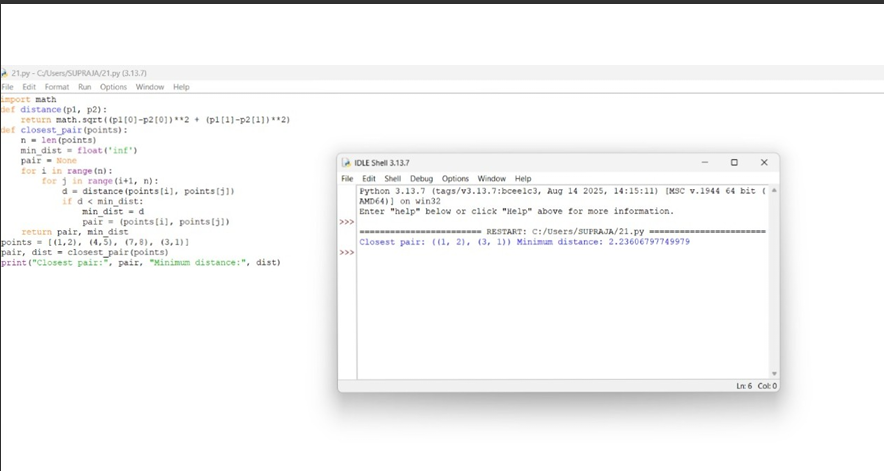 21.py - C:/Users/SUPRAJA/21.py (3.13.7)
File Edit Format Run Options Window Help
import math
def distance(p1, p2):
    return math.sqrt((p1[0]-p2[0])**2 + (p1[1]-p2[1])**2)
def closest_pair(points):
    n = len(points)
    min_dist = float('inf')
    pair = None
    for i in range(n):
        for j in range(i+1, n):
            d = distance(points[i], points[j])
            if d < min_dist:
                min_dist = d
                pair = (points[i], points[j])
    return pair, min_dist
points = [(1,2), (4,5), (7,8), (3,1)]
pair, dist = closest_pair(points)
print("Closest pair:", pair, "Minimum distance:", dist)
IDLE Shell 3.13.7
File Edit Shell Debug Options Window Help
Python 3.13.7 (tags/v3.13.7:bcee1c3, Aug 14 2025, 14:15:11) [MSC v.1944 64 bit (
AMD64)] on win32
Enter "help" below or click "Help" above for more information.
>>>
======================= RESTART: C:/Users/SUPRAJA/21.py ======================
Closest pair: ((1, 2), (3, 1)) Minimum distance: 2.23606797749979
>>>
Ln: 6 Col: 0